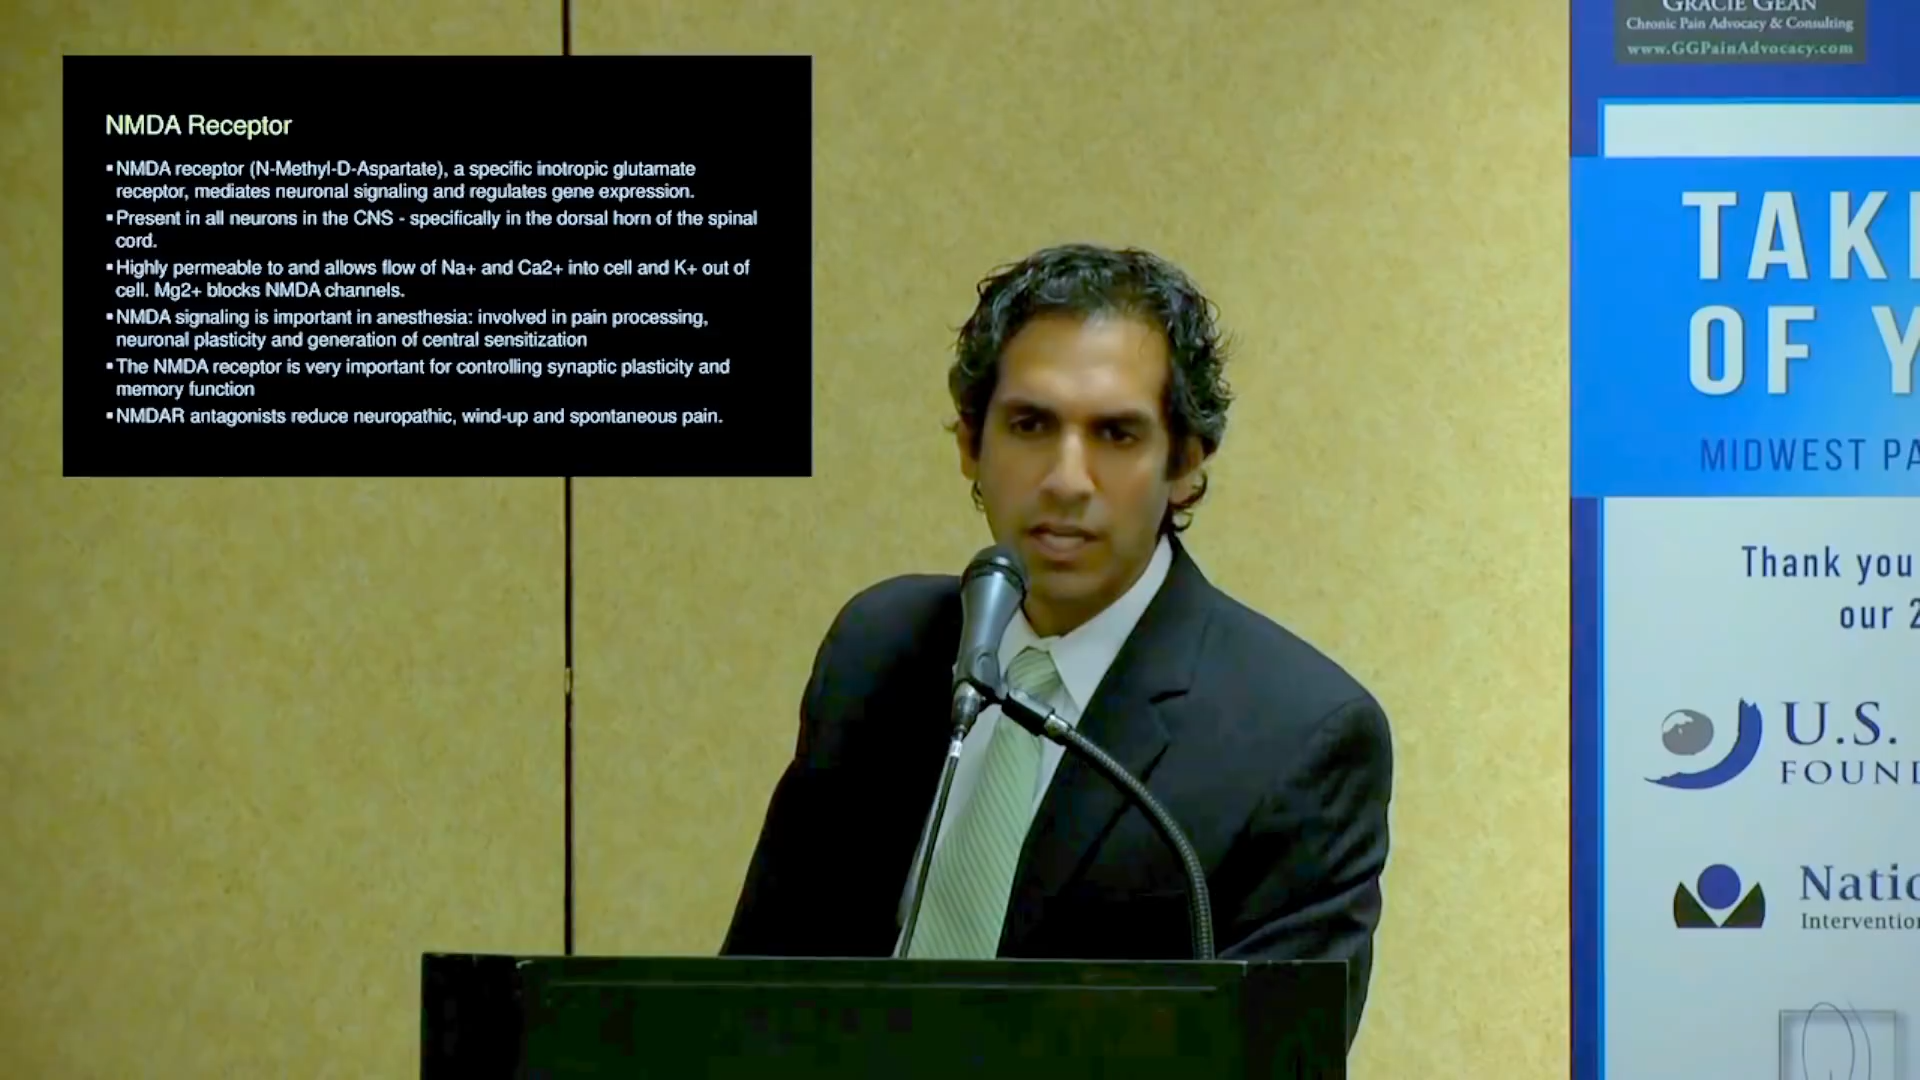 NMDA Receptor
▪NMDA receptor (N-Methyl-D-Aspartate), a specific inotropic glutamate
receptor, mediates neuronal signaling and regulates gene expression.
▪Present in all neurons in the CNS - specifically in the dorsal horn of the spinal
cord.
▪Highly permeable to and allows flow of Na+ and Ca2+ into cell and K+ out of
cell. Mg2+ blocks NMDA channels.
▪NMDA signaling is important in anesthesia: involved in pain processing,
neuronal plasticity and generation of central sensitization
▪The NMDA receptor is very important for controlling synaptic plasticity and
memory function
▪NMDAR antagonists reduce neuropathic, wind-up and spontaneous pain.
GRACIE GEAN
Chronic Pain Advocacy & Consulting
www.GGPainAdvocacy.com
TAK
OF Y
MIDWEST PA
Thank you
our 2
U.S.
FOUND
Natio
Interventio